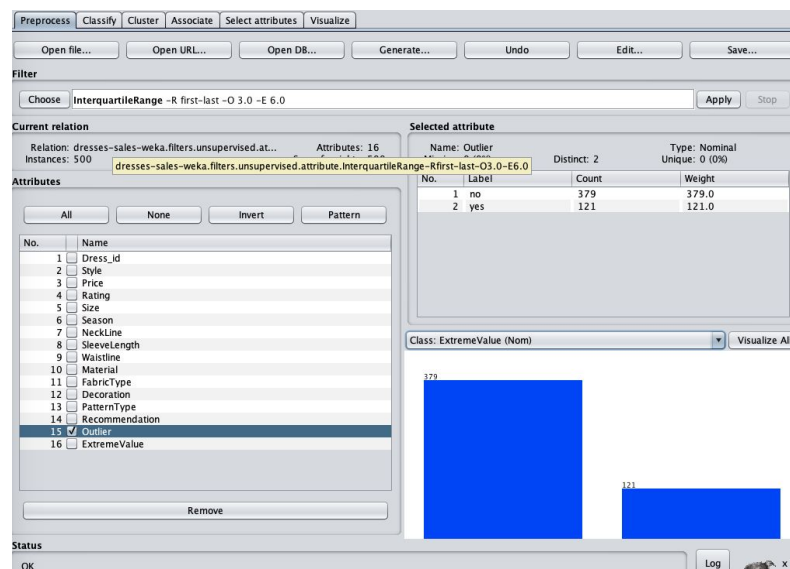 Preprocess Classify Cluster Associate Select attributes Visualize
Open file... Open URL... Open DB... Generate... Undo Edit... Save...
Filter
Choose InterquartileRange -R first-last -O 3.0 -E 6.0 Apply Stop
Current relation
Relation: dresses-sales-weka.filters.unsupervised.at... Attributes: 16
Instances: 500
dresses-sales-weka.filters.unsupervised.attribute.InterquartileRange-Rfirst-last-O3.0-E6.0
Attributes
All None Invert Pattern
No. Name
1 Dress_id
2 Style
3 Price
4 Rating
5 Size
6 Season
7 NeckLine
8 SleeveLength
9 Waistline
10 Material
11 FabricType
12 Decoration
13 PatternType
14 Recommendation
15 Outlier
16 ExtremeValue
Remove
Selected attribute
Name: Outlier Type: Nominal
Distinct: 2 Unique: 0 (0%)
No. Label Count Weight
1 no 379 379.0
2 yes 121 121.0
Class: ExtremeValue (Nom) Visualize All
379
121
Status
OK Log x